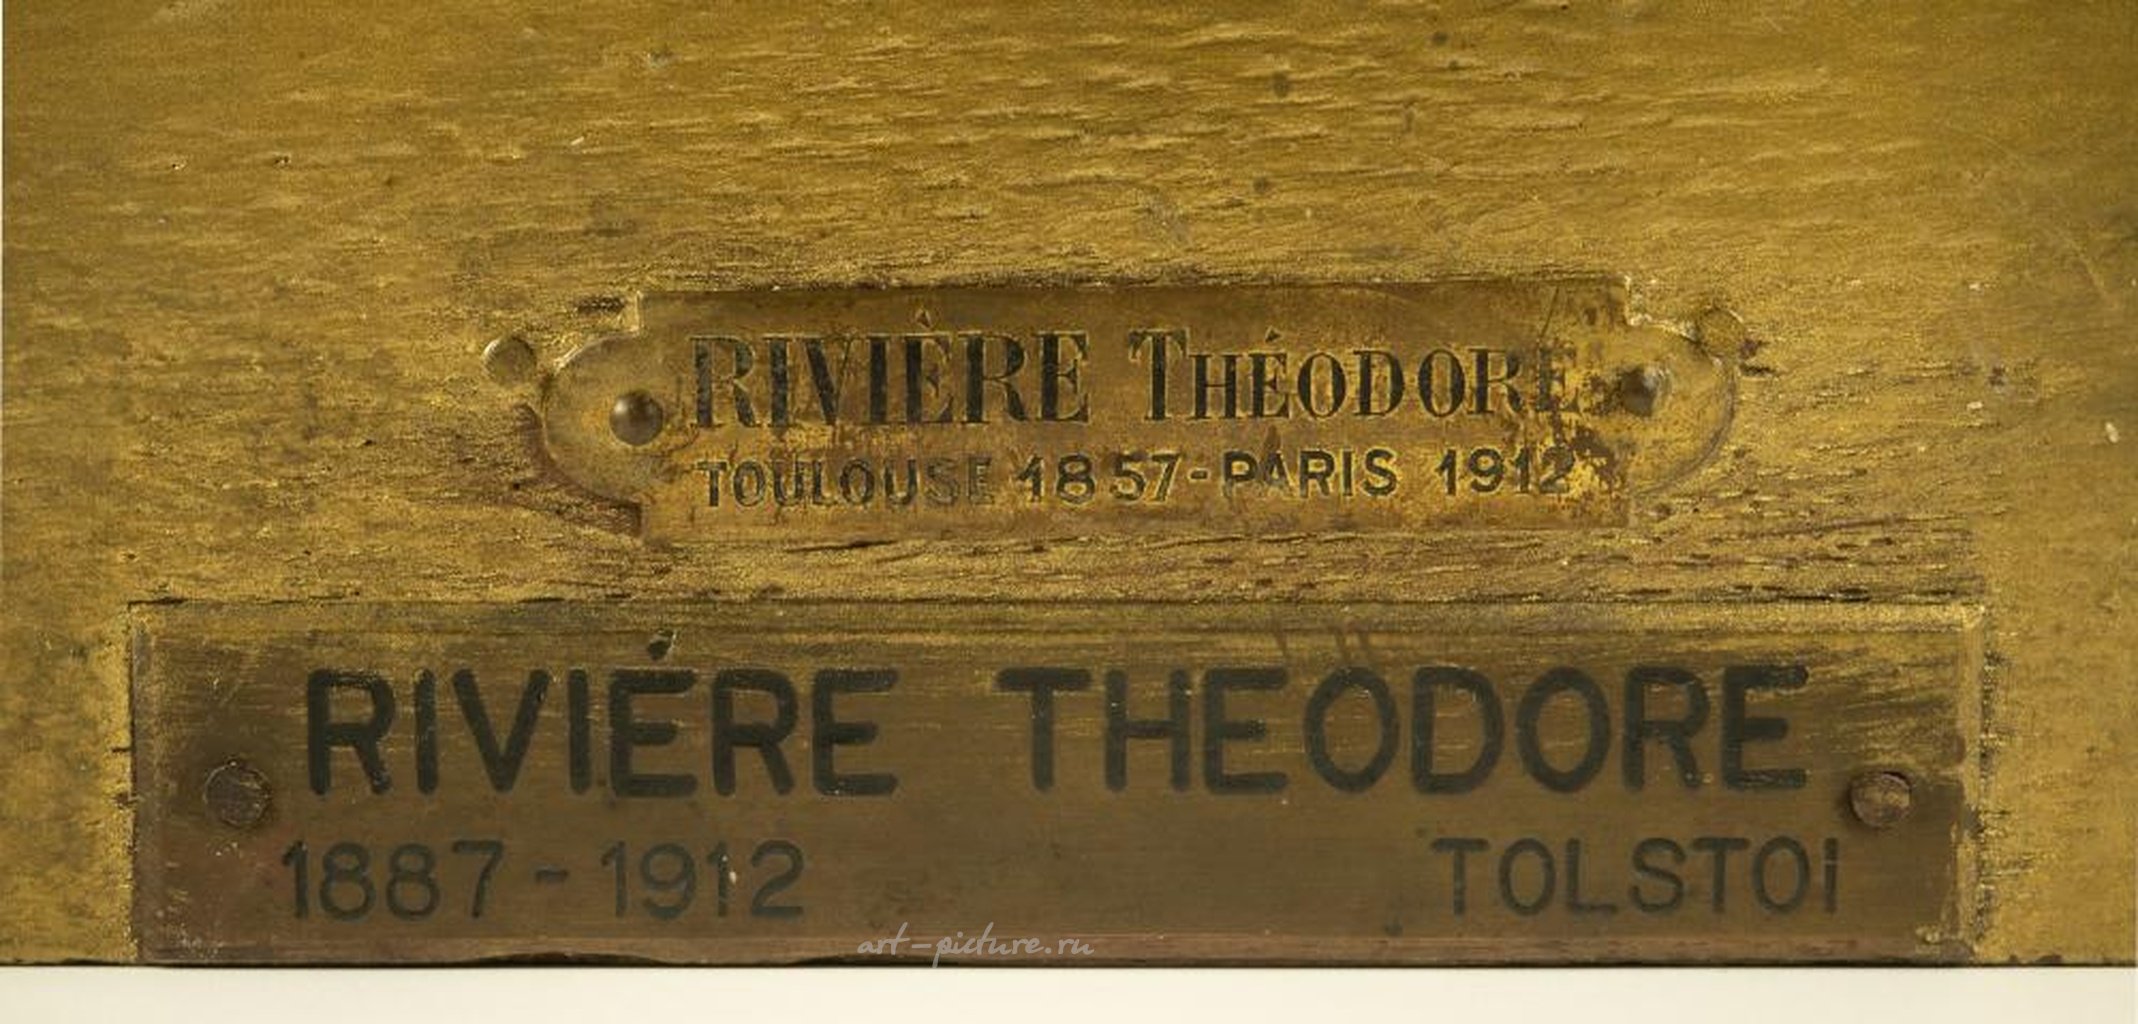 RIVIÈRE THÉODORE
TOULOUSE 1857-PARIS 1912
RIVIÉRE THEODORE
1887-1912 TOLSTOi
art-picture.ru